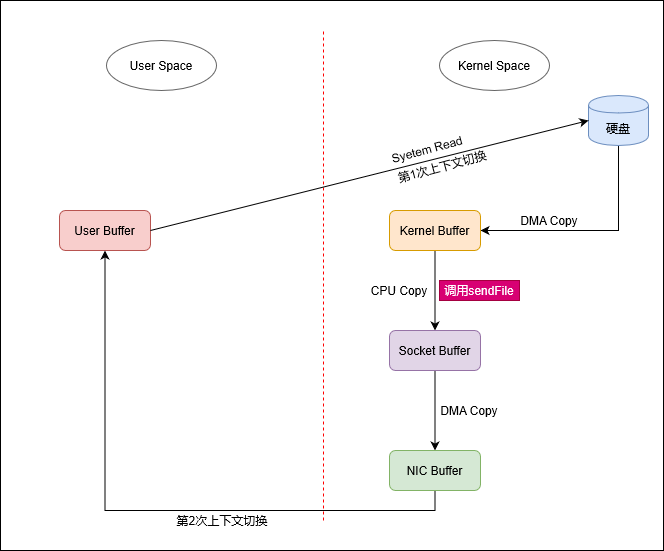 User Space
Kernel Space
硬盘
Syetem Read
第1次上下文切换
User Buffer
Kernel Buffer
DMA Copy
CPU Copy
调用sendFile
Socket Buffer
DMA Copy
NIC Buffer
第2次上下文切换